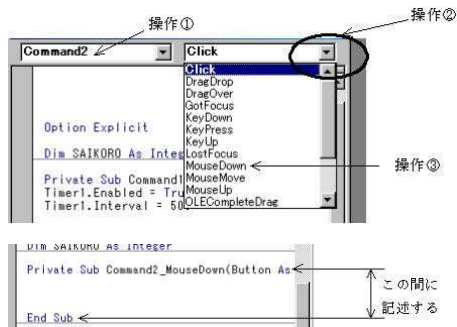 操作①
操作②
Command2
Click
Click
DragDrop
DragOver
GotFocus
KeyDown
KeyPress
KeyUp
LostFocus
MouseDown
MouseMove
MouseUp
OLECompleteDrag
操作③
Option Explicit
Dim SAIKORO As Integ
Private Sub Command1
Timer1.Enabled = Tru
Timer1.Interval = 50
Dim SAIKORO As Integer
Private Sub Command2_MouseDown(Button As
この間に
記述する
End Sub